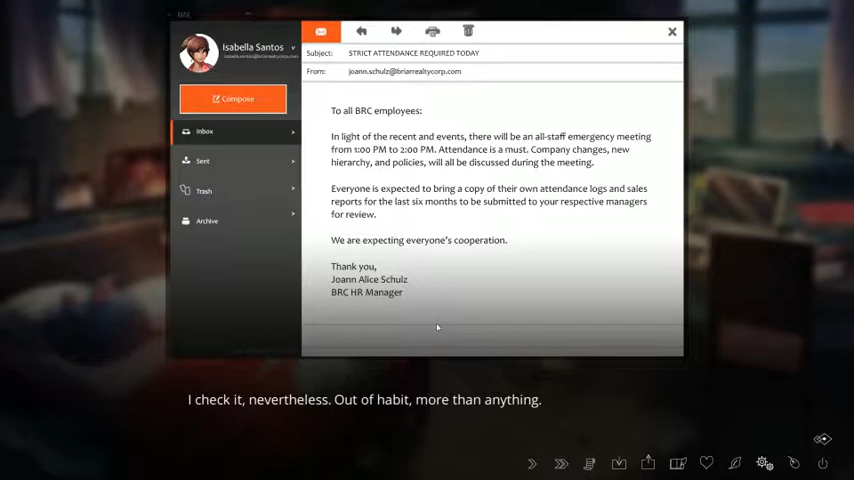 MAIL
Isabella Santos
isabella.santos@briarrealtycorp.com
Compose
Inbox
Sent
Trash
Archive
Subject: STRICT ATTENDANCE REQUIRED TODAY
From: joann.schulz@briarrealtycorp.com
To all BRC employees:
In light of the recent and events, there will be an all-staff emergency meeting
from 1:00 PM to 2:00 PM. Attendance is a must. Company changes, new
hierarchy, and policies, will all be discussed during the meeting.
Everyone is expected to bring a copy of their own attendance logs and sales
reports for the last six months to be submitted to your respective managers
for review.
We are expecting everyone's cooperation.
Thank you,
Joann Alice Schulz
BRC HR Manager
I check it, nevertheless. Out of habit, more than anything.